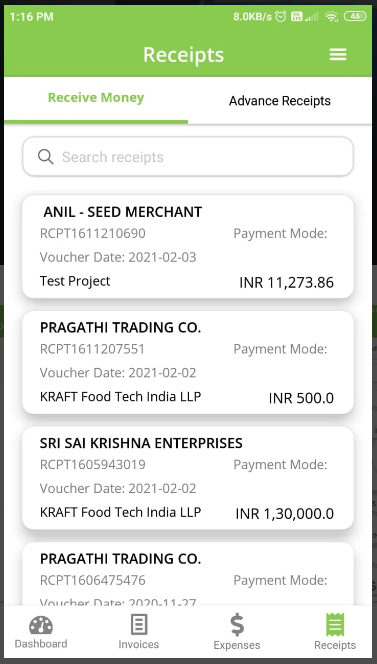 1:16 PM 8.0KB/s 46
Receipts
Receive Money Advance Receipts
Search receipts
ANIL - SEED MERCHANT
RCPT1611210690 Payment Mode:
Voucher Date: 2021-02-03
Test Project INR 11,273.86
PRAGATHI TRADING CO.
RCPT1611207551 Payment Mode:
Voucher Date: 2021-02-02
KRAFT Food Tech India LLP INR 500.0
SRI SAI KRISHNA ENTERPRISES
RCPT1605943019 Payment Mode:
Voucher Date: 2021-02-02
KRAFT Food Tech India LLP INR 1,30,000.0
PRAGATHI TRADING CO.
RCPT1606475476 Payment Mode:
Voucher Date: 2020-11-27
Dashboard Invoices Expenses Receipts